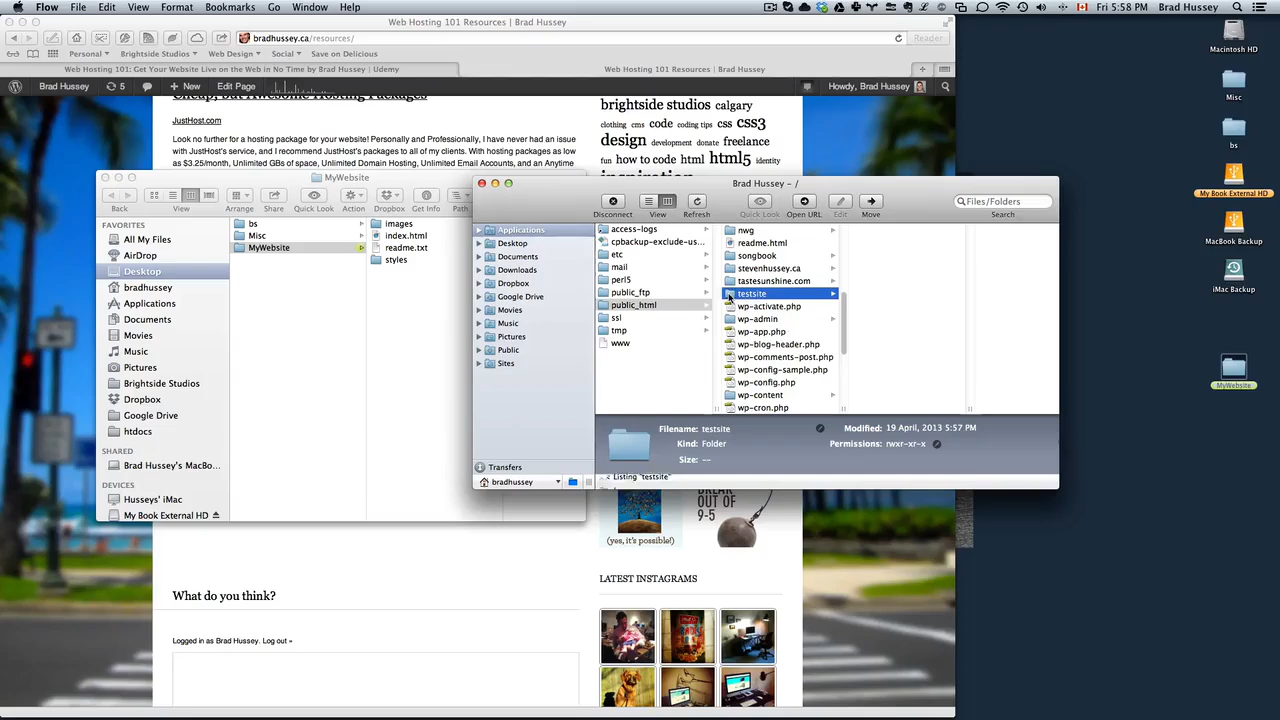 Flow File Edit View Format Bookmarks Go Window Help
Fri 5:58 PM Brad Hussey
Web Hosting 101 Resources | Brad Hussey
bradhussey.ca/resources/
Reader
Personal Brightside Studios Web Design Social Save on Delicious
Web Hosting 101: Get Your Website Live on the Web in No Time by Brad Hussey | Udemy
Web Hosting 101 Resources | Brad Hussey
Brad Hussey 5 New Edit Page
Howdy, Brad Hussey
Cheap, but Awesome Hosting Packages
JustHost.com
Look no further for a hosting package for your website! Personally and Professionally, I have never had an issue
with JustHost's service, and I recommend JustHost to all of my clients. With hosting packages as low
as $3.25/month, Unlimited GBs of space, Unlimited Domain Hosting, Unlimited Email Accounts, and an Anytime
brightside studios calgary
clothing cms code coding tips css css3
design development donate freelance
fun how to code html html5 identity
inspiration
MyWebsite
Back View Arrange Share Quick Look Action Dropbox Get Info Path
FAVORITES
All My Files
AirDrop
Desktop
bradhussey
Applications
Documents
Movies
Music
Pictures
Brightside Studios
Dropbox
Google Drive
htdocs
SHARED
Brad Hussey's MacBo...
DEVICES
Husseys' iMac
My Book External HD
bs
Misc
MyWebsite
images
index.html
readme.txt
styles
Brad Hussey – /
Disconnect View Refresh Quick Look Open URL Edit Move
Files/Folders
Search
Applications
Desktop
Documents
Downloads
Dropbox
Google Drive
Movies
Music
Pictures
Public
Sites
Transfers
bradhussey
access-logs
cpbackup-exclude-us...
etc
mail
perl5
public_ftp
public_html
ssl
tmp
www
nwg
readme.html
songbook
stevenhussey.ca
tastesunshine.com
testsite
wp-activate.php
wp-admin
wp-app.php
wp-blog-header.php
wp-comments-post.php
wp-config-sample.php
wp-config.php
wp-content
wp-cron.php
Filename: testsite
Kind: Folder
Size: --
Modified: 19 April, 2013 5:57 PM
Permissions: rwxr-xr-x
Listing "testsite"
BREAK
OUT OF
9-5
(yes, it's possible!)
LATEST INSTAGRAMS
What do you think?
Logged in as Brad Hussey. Log out »
Macintosh HD
Misc
bs
My Book External HD
MacBook Backup
iMac Backup
MyWebsite